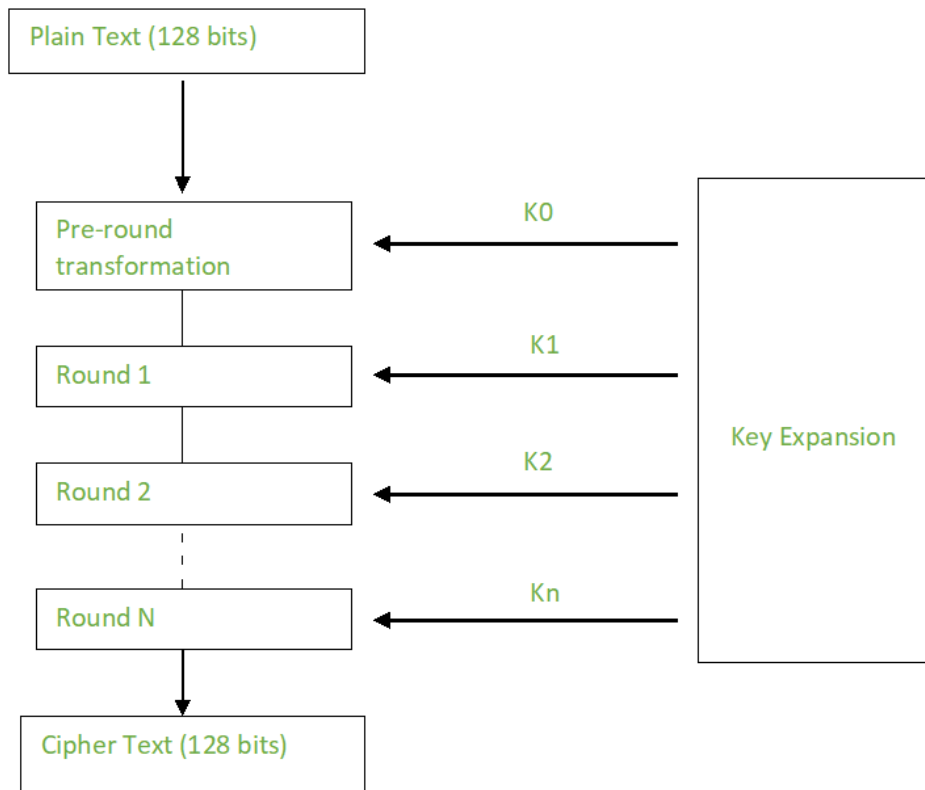 Plain Text (128 bits)
K0
Pre-round
transformation
K1
Round 1
Key Expansion
K2
Round 2
Kn
Round N
Cipher Text (128 bits)